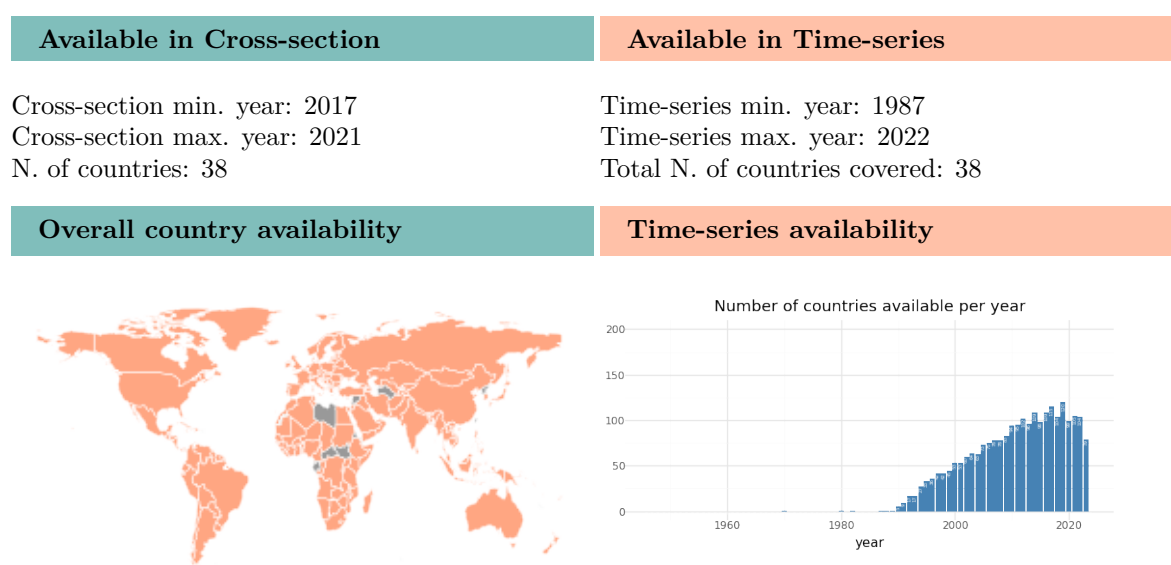 Available in Cross-section
Available in Time-series
Cross-section min. year: 2017
Cross-section max. year: 2021
N. of countries: 38
Time-series min. year: 1987
Time-series max. year: 2022
Total N. of countries covered: 38
Overall country availability
Time-series availability
Number of countries available per year
200
150
100
50
0
1960 1980 2000 2020
year